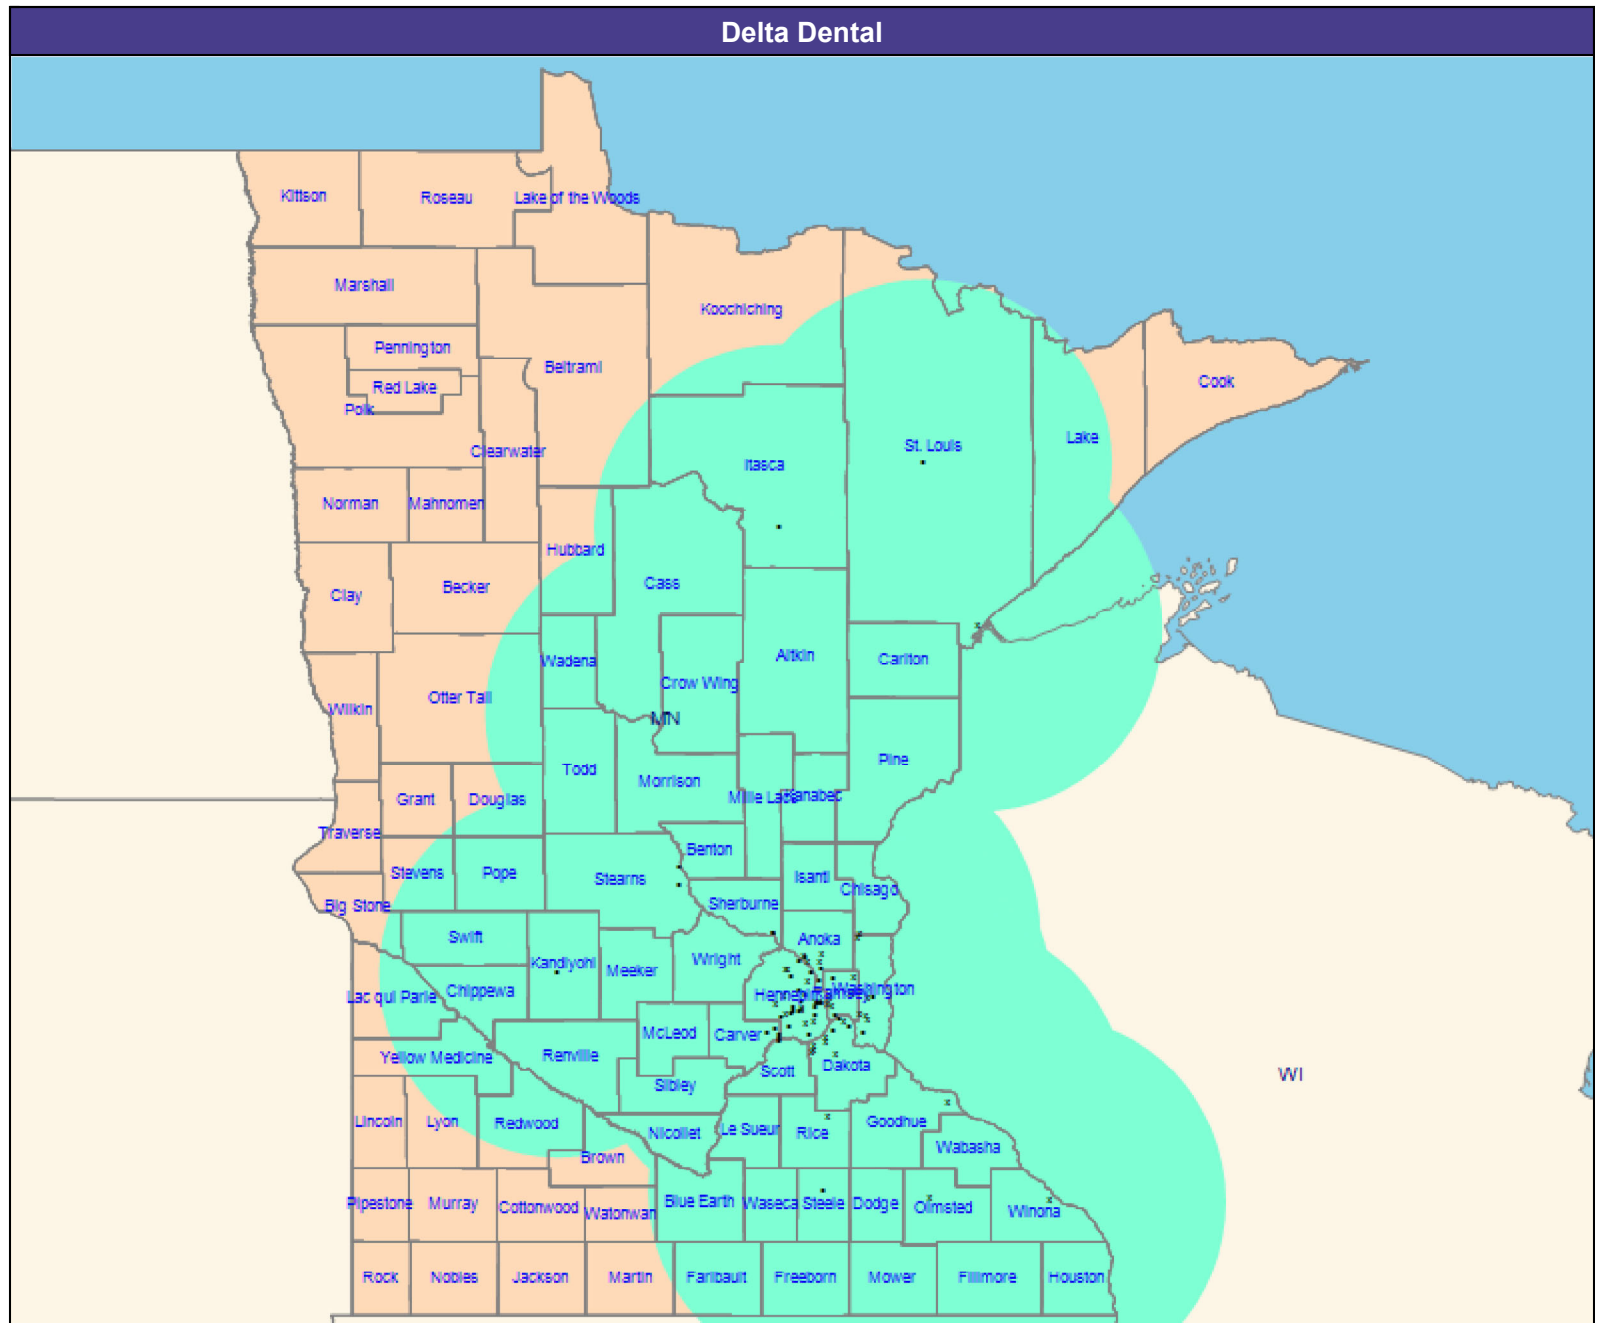 Delta Dental
Kittson
Roseau
Lake of the Woods
Marshall
Koochiching
Pennington
Beltrami
Red Lake
Cook
Polk
Lake
St. Louis
Clearwater
Itasca
Norman
Mahnomen
Hubbard
Cass
Becker
Clay
Aitkin
Carlton
Wadena
Crow Wing
Otter Tail
Wilkin
MN
Pine
Todd
Morrison
Mille Lacs
Kanabec
Grant
Douglas
Traverse
Benton
Stevens
Pope
Stearns
Isanti
Chisago
Big Stone
Sherburne
Swift
Anoka
Kandiyohi
Meeker
Wright
Chippewa
Lac qui Parle
Hennepin
Ramsey
Washington
McLeod
Carver
Yellow Medicine
Renville
Scott
Dakota
WI
Sibley
Lincoln
Lyon
Redwood
Nicollet
Le Sueur
Rice
Goodhue
Wabasha
Brown
Pipestone
Murray
Cottonwood
Watonwan
Blue Earth
Waseca
Steele
Dodge
Olmsted
Winona
Rock
Nobles
Jackson
Martin
Faribault
Freeborn
Mower
Fillmore
Houston